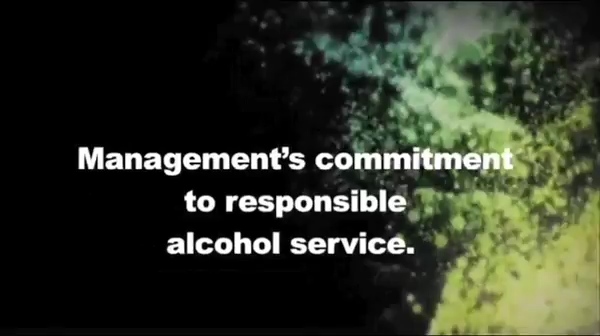 Management's commitment
to responsible
alcohol service.